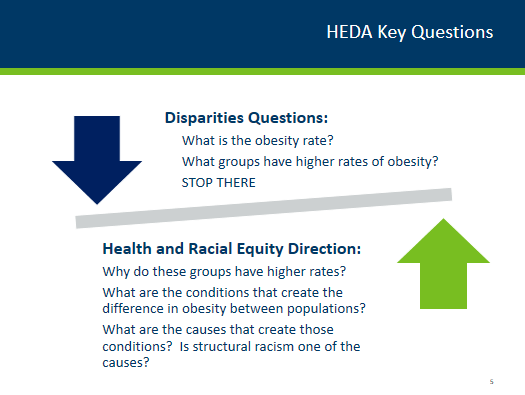 HEDA Key Questions
Disparities Questions:
What is the obesity rate?
What groups have higher rates of obesity?
STOP THERE
Health and Racial Equity Direction:
Why do these groups have higher rates?
What are the conditions that create the
difference in obesity between populations?
What are the causes that create those
conditions?  Is structural racism one of the
causes?
5